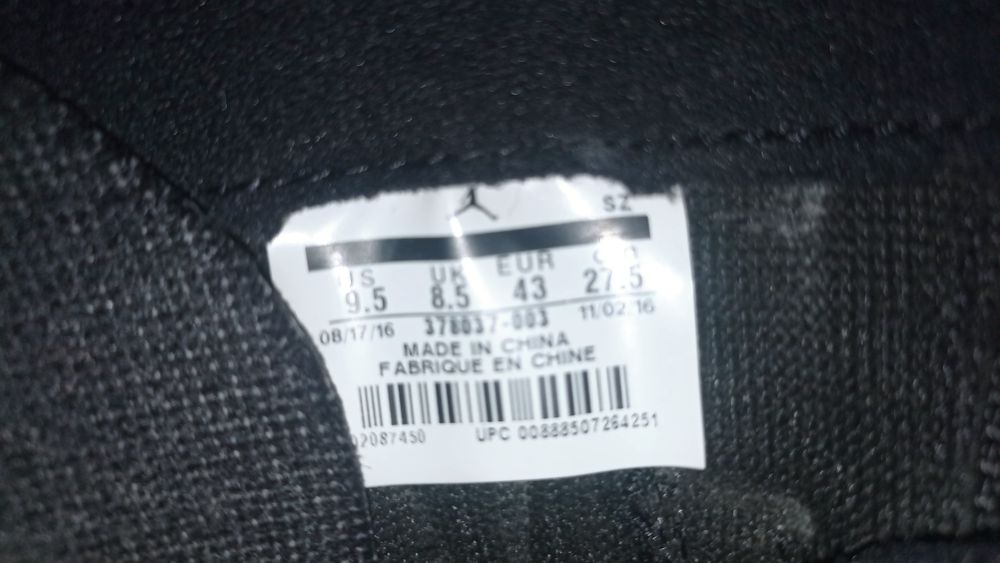 SZ
US UK EUR
9.5 8.5 43 27.5
08/17/16 378037-003 11/02/16
MADE IN CHINA
FABRIQUE EN CHINE
02087450 UPC 00888507264251